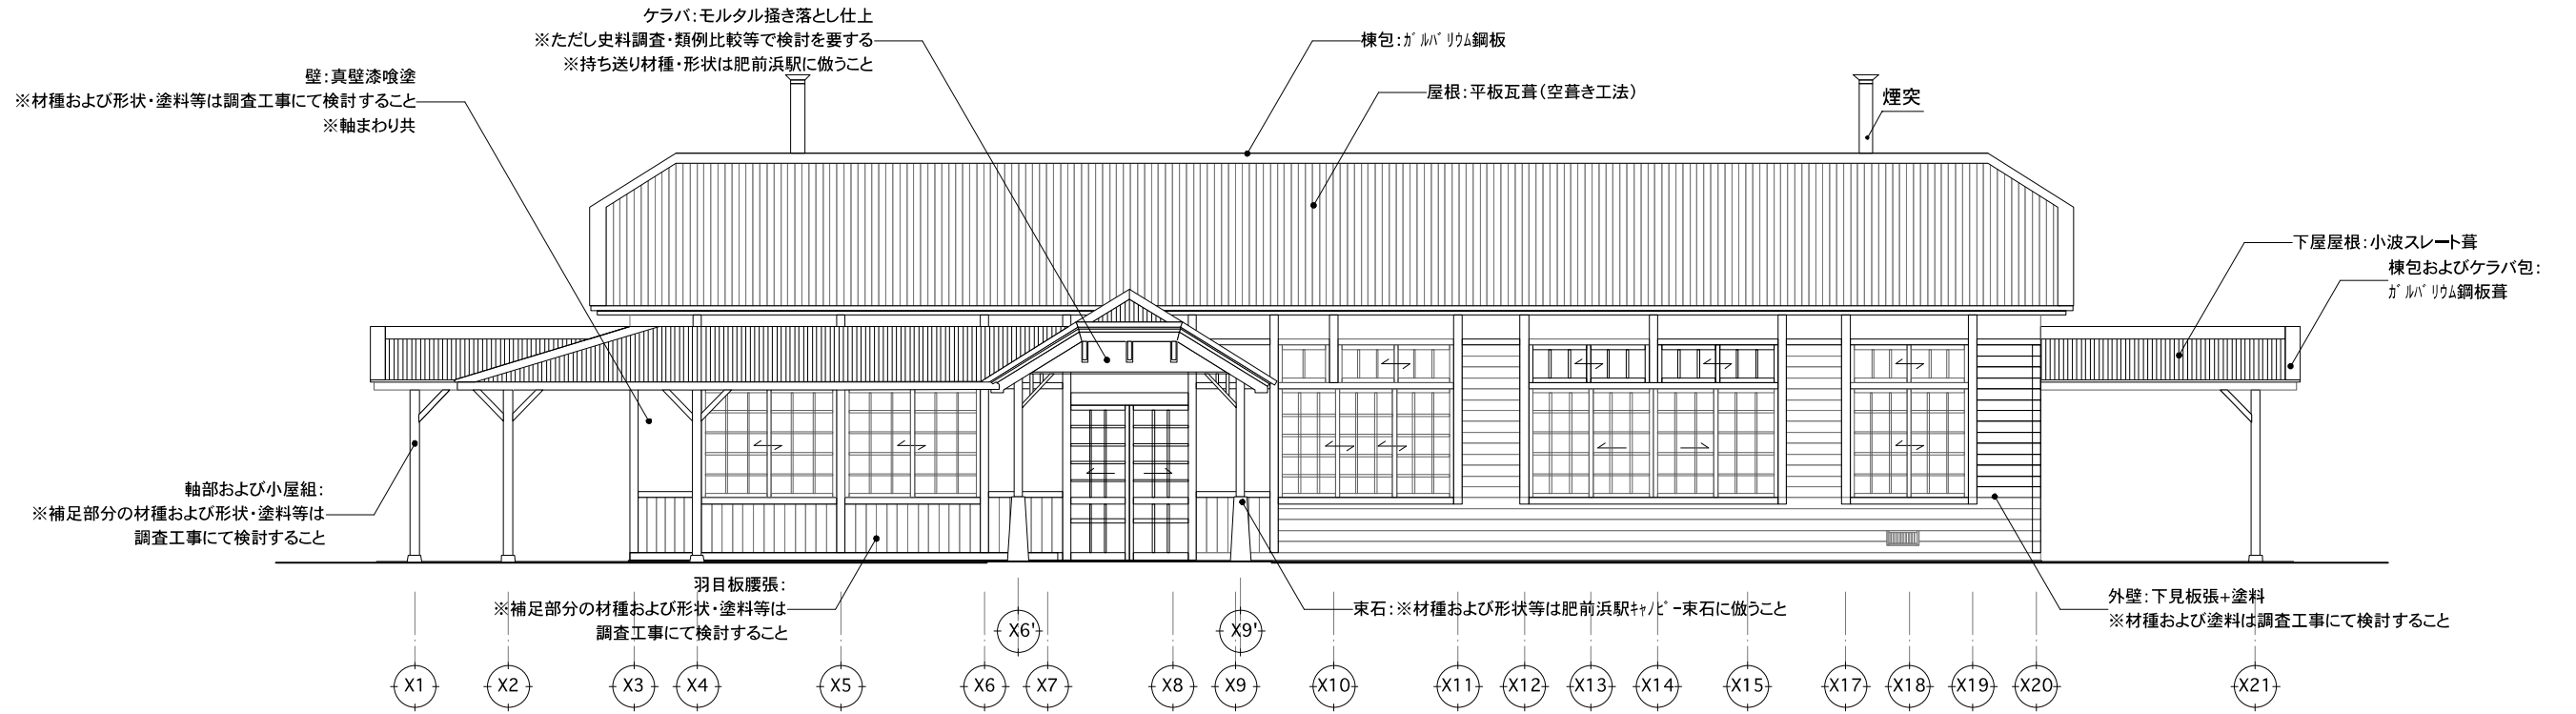 ケラバ：モルタル掻き落とし仕上
※ただし史料調査・類例比較等で検討を要する
※持ち送り材種・形状は肥前浜駅に倣うこと
棟包：ｶﾞﾙﾊﾞﾘｳﾑ鋼板
壁：真壁漆喰塗
※材種および形状・塗料等は調査工事にて検討すること
※軸まわり共
屋根：平板瓦葺（空葺き工法）
煙突
下屋屋根：小波スレート葺
棟包およびケラバ包：
ｶﾞﾙﾊﾞﾘｳﾑ鋼板葺
軸部および小屋組：
※補足部分の材種および形状・塗料等は
調査工事にて検討すること
羽目板腰張：
※補足部分の材種および形状・塗料等は
調査工事にて検討すること
束石：※材種および形状等は肥前浜駅ｷｬﾉﾋﾟｰ束石に倣うこと
外壁：下見板張+塗料
※材種および塗料は調査工事にて検討すること
X6' X9'
X1 X2 X3 X4 X5 X6 X7 X8 X9 X10 X11 X12 X13 X14 X15 X17 X18 X19 X20 X21